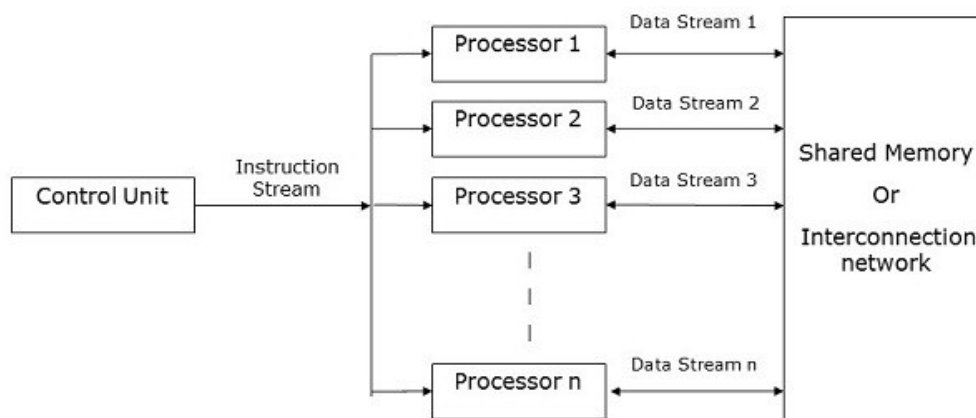 Control Unit
Instruction
Stream
Processor 1
Data Stream 1
Processor 2
Data Stream 2
Processor 3
Data Stream 3
Processor n
Data Stream n
Shared Memory
Or
Interconnection
network